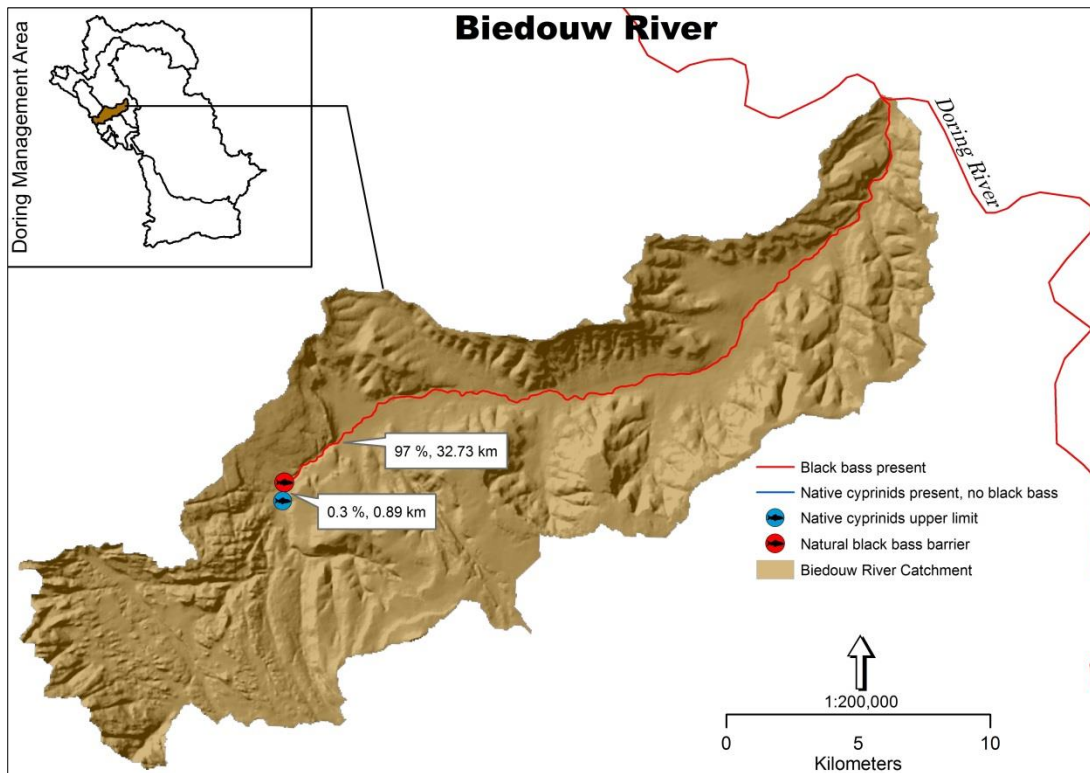 Biedouw River
Doring Management Area
Doring River
97 %, 32.73 km
0.3 %, 0.89 km
Black bass present
Native cyprinids present, no black bass
Native cyprinids upper limit
Natural black bass barrier
Biedouw River Catchment
1:200,000
0 5 10
Kilometers